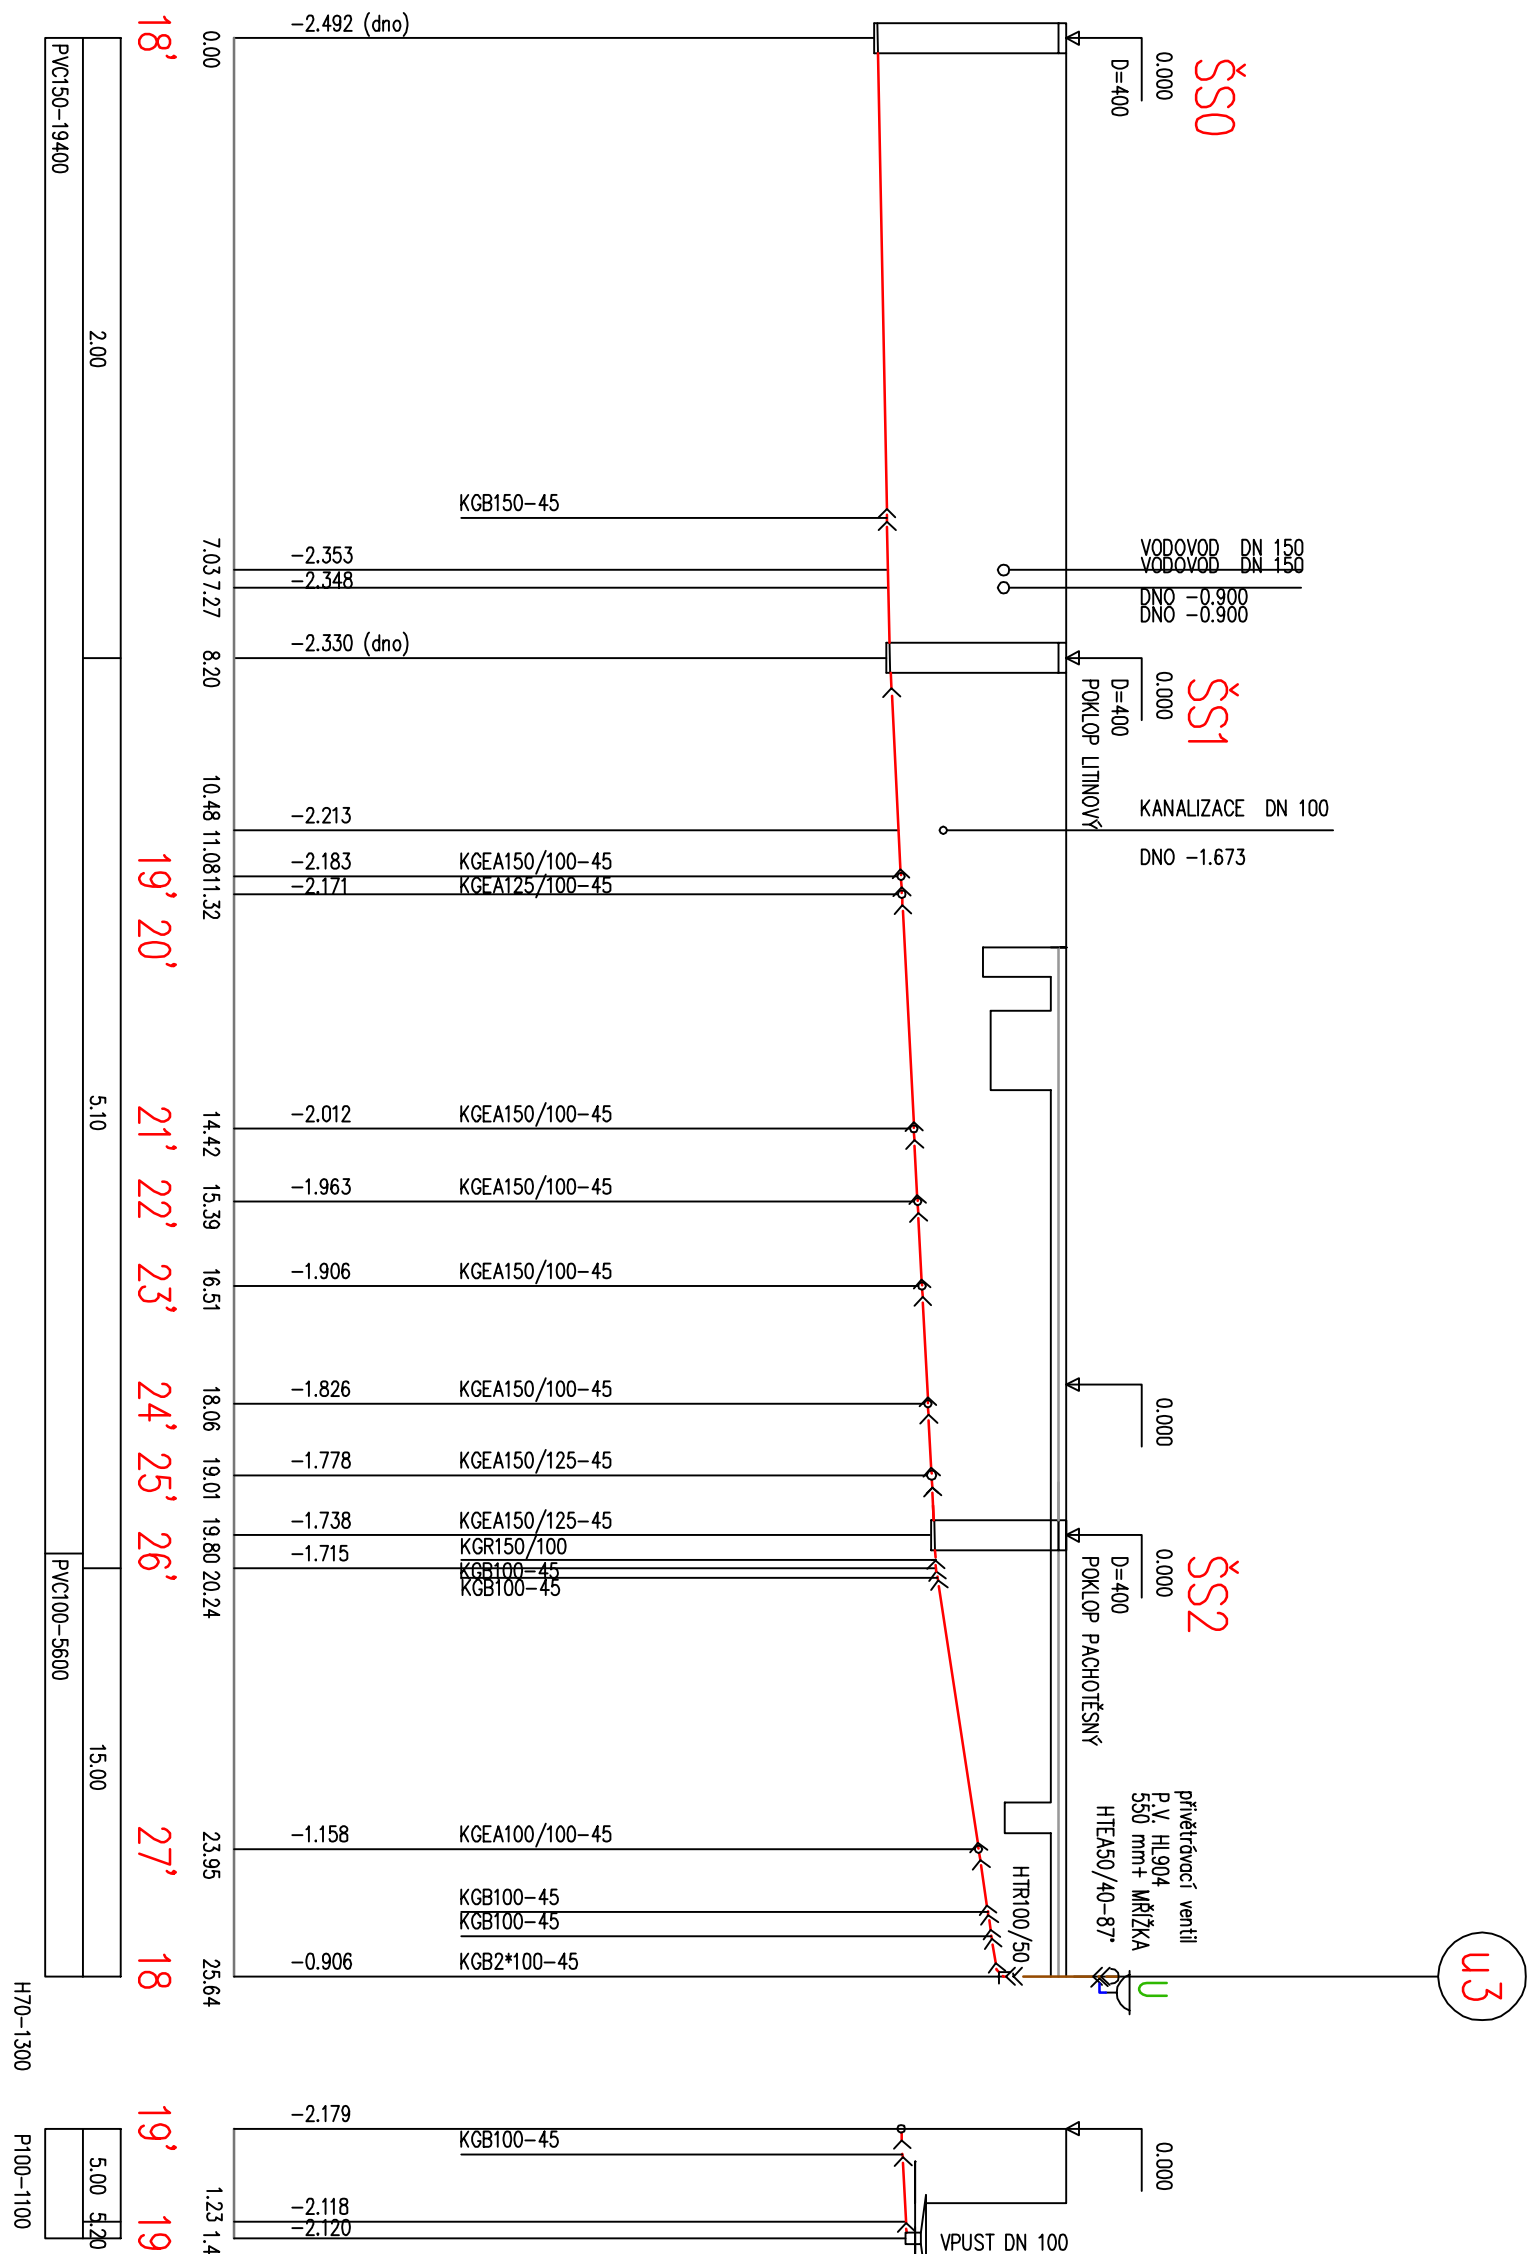 ŠS0
0.000
D=400
VODOVOD DN 150
VODOVOD DN 150
DNO -0.900
DNO -0.900
ŠS1
0.000
D=400
POKLOP LITINOVÝ
KANALIZACE DN 100
DNO -1.673
0.000
ŠS2
0.000
D=400
POKLOP PACHOTĚSNÝ
přivětrávací ventil
P.V. HL904
550 mm+ MŘÍŽKA
HTEA50/40-87°
HTR100/50
u3
U
0.000
VPUST DN 100
KGB150-45
KGEA150/100-45
KGEA125/100-45
KGEA150/100-45
KGEA150/100-45
KGEA150/100-45
KGEA150/100-45
KGEA150/125-45
KGEA150/125-45
KGR150/100
KGB100-45
KGB100-45
KGEA100/100-45
KGB100-45
KGB100-45
KGB2*100-45
KGB100-45
-2.492 (dno)
-2.353
-2.348
-2.330 (dno)
-2.213
-2.183
-2.171
-2.012
-1.963
-1.906
-1.826
-1.778
-1.738
-1.715
-1.158
-0.906
-2.179
-2.118
-2.120
0.00
7.03
7.27
8.20
10.48
11.08
11.32
14.42
15.39
16.51
18.06
19.01
19.80
20.24
23.95
25.64
1.23
1.4
18'
19'
20'
21'
22'
23'
24'
25'
26'
27'
18
19'
19
2.00
5.10
15.00
5.00
5.20
PVC150-19400
PVC100-5600
H70-1300
P100-1100